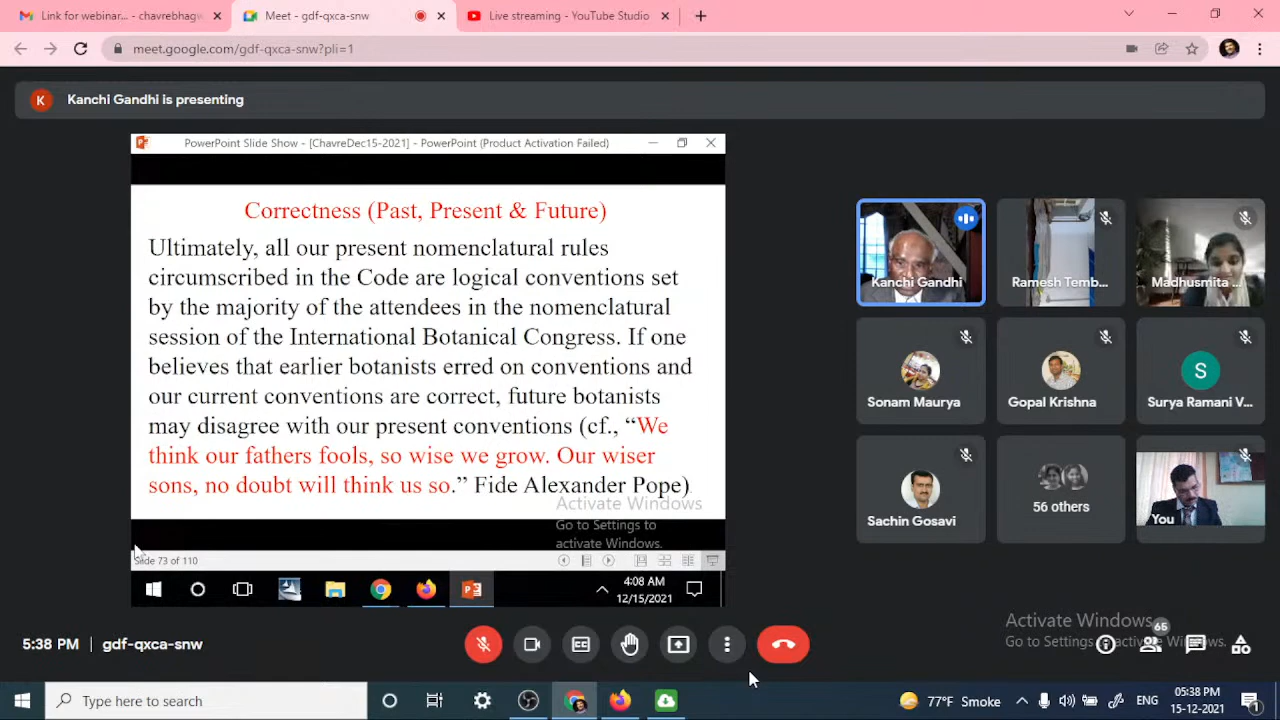 Link for webinar... - chavrebhagw
Meet - gdf-qxca-snw
Live streaming - YouTube Studio
meet.google.com/gdf-qxca-snw?pli=1
K
Kanchi Gandhi is presenting
PowerPoint Slide Show - [ChavreDec15-2021] - PowerPoint (Product Activation Failed)
Correctness (Past, Present & Future)
Ultimately, all our present nomenclatural rules
circumscribed in the Code are logical conventions set
by the majority of the attendees in the nomenclatural
session of the International Botanical Congress. If one
believes that earlier botanists erred on conventions and
our current conventions are correct, future botanists
may disagree with our present conventions (cf., “We
think our fathers fools, so wise we grow. Our wiser
sons, no doubt will think us so.” Fide Alexander Pope)
Activate Windows
Go to Settings to
activate Windows.
Slide 73 of 110
4:08 AM
12/15/2021
Kanchi Gandhi
Ramesh Temb...
Madhusmita ...
Sonam Maurya
Gopal Krishna
S
Surya Ramani V...
Sachin Gosavi
56 others
You
Activate Windows
Go to Settings to activate Windows.
5:38 PM | gdf-qxca-snw
65
Type here to search
77°F Smoke
ENG
05:38 PM
15-12-2021
1